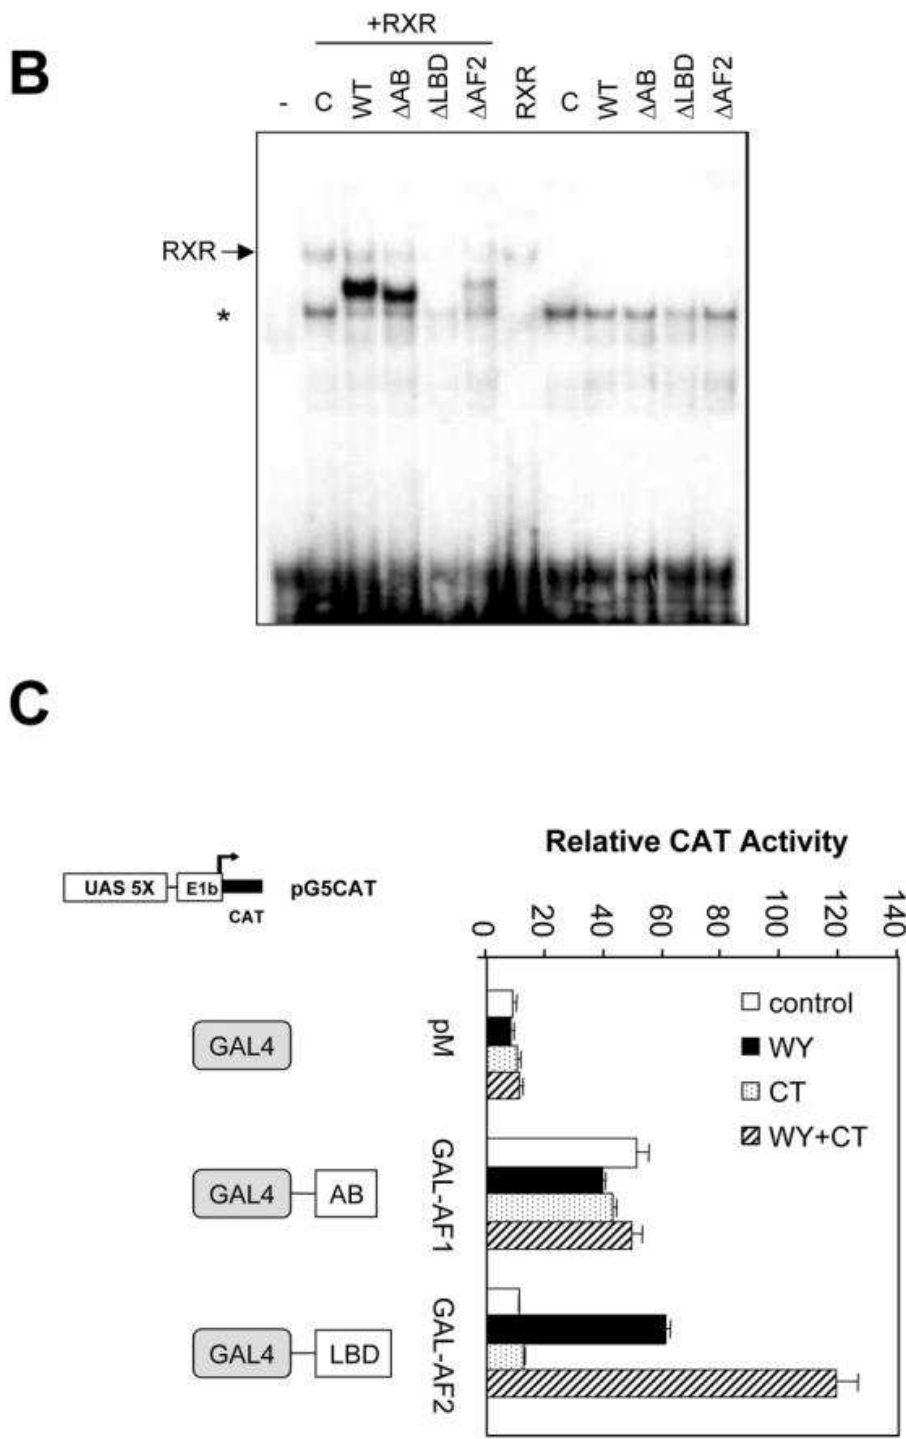 B
+RXR
- C WT ΔAB ΔLBD ΔAF2 RXR C WT ΔAB ΔLBD ΔAF2
RXR
*
C
Relative CAT Activity
0 20 40 60 80 100 120 140
UAS 5X E1b pG5CAT
CAT
control
WY
CT
WY+CT
GAL4 pM
GAL4 AB GAL-AF1
GAL4 LBD GAL-AF2